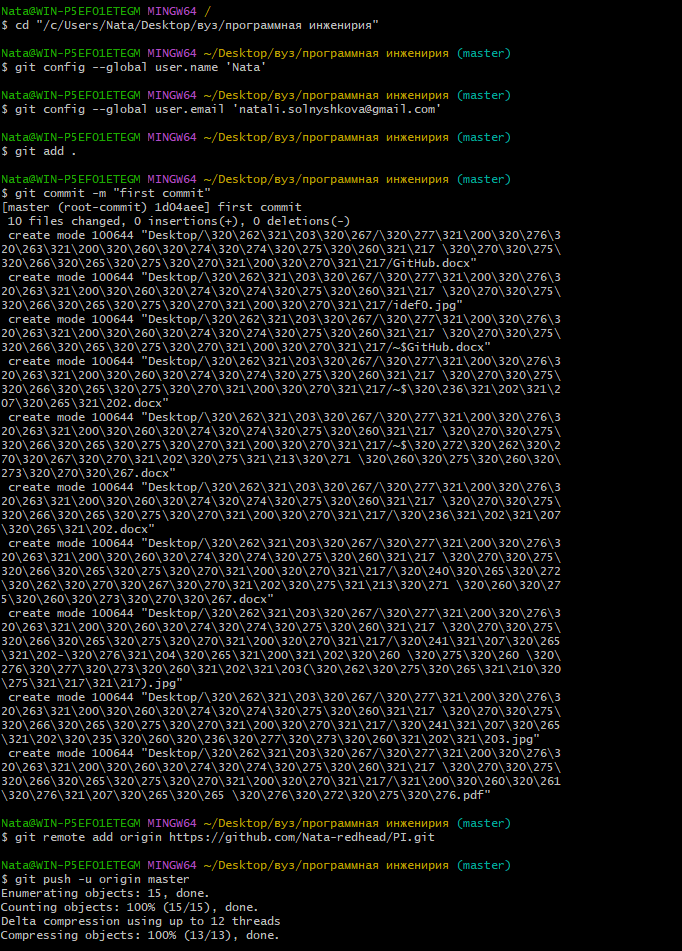 Nata@WIN-P5EFO1ETEGM MINGW64 /
$ cd "/c/Users/Nata/Desktop/вуз/программная инженирия"
Nata@WIN-P5EFO1ETEGM MINGW64 ~/Desktop/вуз/программная инженирия (master)
$ git config --global user.name 'Nata'
Nata@WIN-P5EFO1ETEGM MINGW64 ~/Desktop/вуз/программная инженирия (master)
$ git config --global user.email 'natali.solnyshkova@gmail.com'
Nata@WIN-P5EFO1ETEGM MINGW64 ~/Desktop/вуз/программная инженирия (master)
$ git add .
Nata@WIN-P5EFO1ETEGM MINGW64 ~/Desktop/вуз/программная инженирия (master)
$ git commit -m "first commit"
[master (root-commit) 1d04aee] first commit
 10 files changed, 0 insertions(+), 0 deletions(-)
 create mode 100644 "Desktop/\320\262\321\203\320\267/\320\277\321\200\320\276\3
20\263\321\200\320\260\320\274\320\274\320\275\320\260\321\217 \320\270\320\275\
320\266\320\265\320\275\320\270\321\200\320\270\321\217/GitHub.docx"
 create mode 100644 "Desktop/\320\262\321\203\320\267/\320\277\321\200\320\276\3
20\263\321\200\320\260\320\274\320\274\320\275\320\260\321\217 \320\270\320\275\
320\266\320\265\320\275\320\270\321\200\320\270\321\217/idef0.jpg"
 create mode 100644 "Desktop/\320\262\321\203\320\267/\320\277\321\200\320\276\3
20\263\321\200\320\260\320\274\320\274\320\275\320\260\321\217 \320\270\320\275\
320\266\320\265\320\275\320\270\321\200\320\270\321\217/~$GitHub.docx"
 create mode 100644 "Desktop/\320\262\321\203\320\267/\320\277\321\200\320\276\3
20\263\321\200\320\260\320\274\320\274\320\275\320\260\321\217 \320\270\320\275\
320\266\320\265\320\275\320\270\321\200\320\270\321\217/~$\320\236\321\202\321\2
07\320\265\321\202.docx"
 create mode 100644 "Desktop/\320\262\321\203\320\267/\320\277\321\200\320\276\3
20\263\321\200\320\260\320\274\320\274\320\275\320\260\321\217 \320\270\320\275\
320\266\320\265\320\275\320\270\321\200\320\270\321\217/~$\320\272\320\262\320\2
70\320\267\320\270\321\202\320\275\321\213\320\271 \320\260\320\275\320\260\320\
273\320\270\320\267.docx"
 create mode 100644 "Desktop/\320\262\321\203\320\267/\320\277\321\200\320\276\3
20\263\321\200\320\260\320\274\320\274\320\275\320\260\321\217 \320\270\320\275\
320\266\320\265\320\275\320\270\321\200\320\270\321\217/\320\236\321\202\321\207
\320\265\321\202.docx"
 create mode 100644 "Desktop/\320\262\321\203\320\267/\320\277\321\200\320\276\3
20\263\321\200\320\260\320\274\320\274\320\275\320\260\321\217 \320\270\320\275\
320\266\320\265\320\275\320\270\321\200\320\270\321\217/\320\240\320\265\320\272
\320\262\320\270\320\267\320\270\321\202\320\275\321\213\320\271 \320\260\320\27
5\320\260\320\273\320\270\320\267.docx"
 create mode 100644 "Desktop/\320\262\321\203\320\267/\320\277\321\200\320\276\3
20\263\321\200\320\260\320\274\320\274\320\275\320\260\321\217 \320\270\320\275\
320\266\320\265\320\275\320\270\321\200\320\270\321\217/\320\241\321\207\320\265
\321\202-\320\276\321\204\320\265\321\200\321\202\320\260 \320\275\320\260 \320\
276\320\277\320\273\320\260\321\202\321\203(\320\262\320\275\320\265\321\210\320
\275\321\217\321\217).jpg"
 create mode 100644 "Desktop/\320\262\321\203\320\267/\320\277\321\200\320\276\3
20\263\321\200\320\260\320\274\320\274\320\275\320\260\321\217 \320\270\320\275\
320\266\320\265\320\275\320\270\321\200\320\270\321\217/\320\241\321\207\320\265
\321\202\320\235\320\260\320\236\320\277\320\273\320\260\321\202\321\203.jpg"
 create mode 100644 "Desktop/\320\262\321\203\320\267/\320\277\321\200\320\276\3
20\263\321\200\320\260\320\274\320\274\320\275\320\260\321\217 \320\270\320\275\
320\266\320\265\320\275\320\270\321\200\320\270\321\217/\321\200\320\260\320\261
\320\276\321\207\320\265\320\265 \320\276\320\272\320\275\320\276.pdf"
Nata@WIN-P5EFO1ETEGM MINGW64 ~/Desktop/вуз/программная инженирия (master)
$ git remote add origin https://github.com/Nata-redhead/PI.git
Nata@WIN-P5EFO1ETEGM MINGW64 ~/Desktop/вуз/программная инженирия (master)
$ git push -u origin master
Enumerating objects: 15, done.
Counting objects: 100% (15/15), done.
Delta compression using up to 12 threads
Compressing objects: 100% (13/13), done.